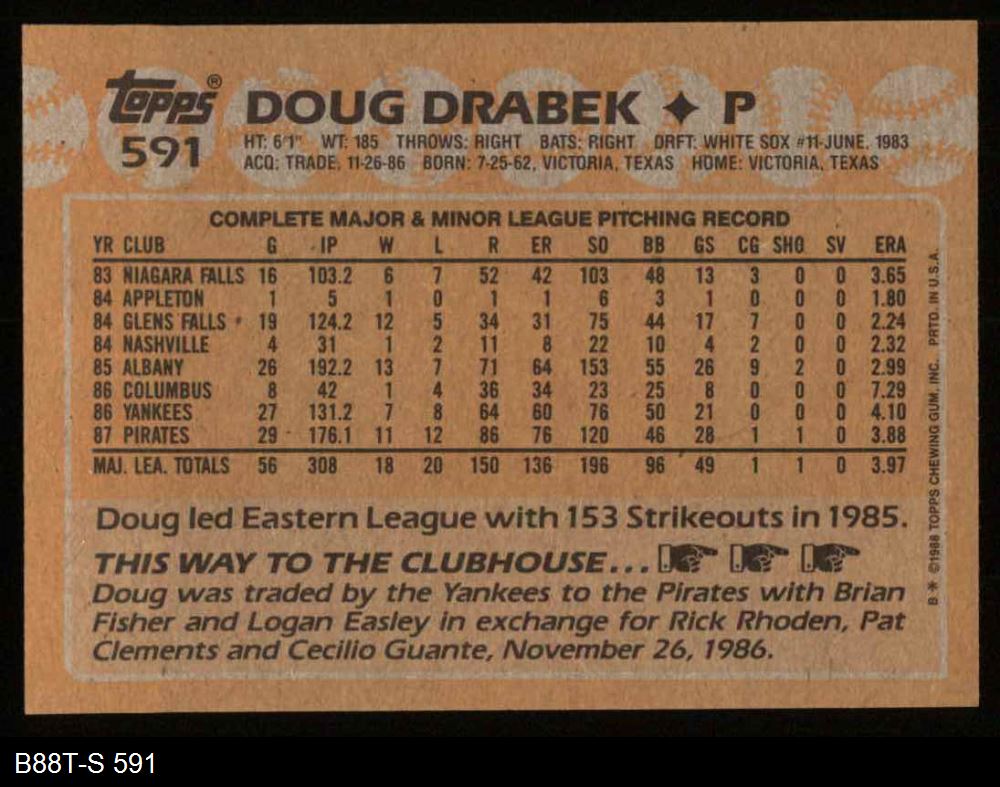 Topps® DOUG DRABEK ✦ P
591 HT: 6'1" WT: 185 THROWS: RIGHT BATS: RIGHT DRFT: WHITE SOX #11-JUNE, 1983
ACQ: TRADE, 11-26-86 BORN: 7-25-62, VICTORIA, TEXAS HOME: VICTORIA, TEXAS
COMPLETE MAJOR & MINOR LEAGUE PITCHING RECORD
YR CLUB G IP W L R ER SO BB GS CG SHO SV ERA
83 NIAGARA FALLS 16 103.2 6 7 52 42 103 48 13 3 0 0 3.65
84 APPLETON 1 5 1 0 1 1 6 3 1 0 0 0 1.80
84 GLENS FALLS 19 124.2 12 5 34 31 75 44 17 7 0 0 2.24
84 NASHVILLE 4 31 1 2 11 8 22 10 4 2 0 0 2.32
85 ALBANY 26 192.2 13 7 71 64 153 55 26 9 2 0 2.99
86 COLUMBUS 8 42 1 4 36 34 23 25 8 0 0 0 7.29
86 YANKEES 27 131.2 7 8 64 60 76 50 21 0 0 0 4.10
87 PIRATES 29 176.1 11 12 86 76 120 46 28 1 1 0 3.88
MAJ. LEA. TOTALS 56 308 18 20 150 136 196 96 49 1 1 0 3.97
Doug led Eastern League with 153 Strikeouts in 1985.
THIS WAY TO THE CLUBHOUSE...
Doug was traded by the Yankees to the Pirates with Brian
Fisher and Logan Easley in exchange for Rick Rhoden, Pat
Clements and Cecilio Guante, November 26, 1986.
B * ©1988 TOPPS CHEWING GUM, INC. PRTD. IN U.S.A.
B88T-S 591